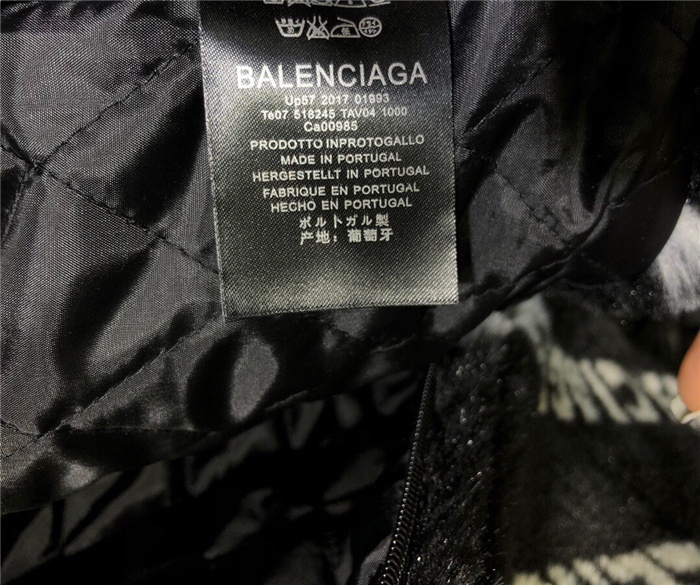 BALENCIAGA
Up57 2017 01993
Te07 518245 TAV04 1000
Ca00985
PRODOTTO INPROTOGALLO
MADE IN PORTUGAL
HERGESTELLT IN PORTUGAL
FABRIQUE EN PORTUGAL
HECHO EN PORTUGAL
ポルトガル製
产地：葡萄牙